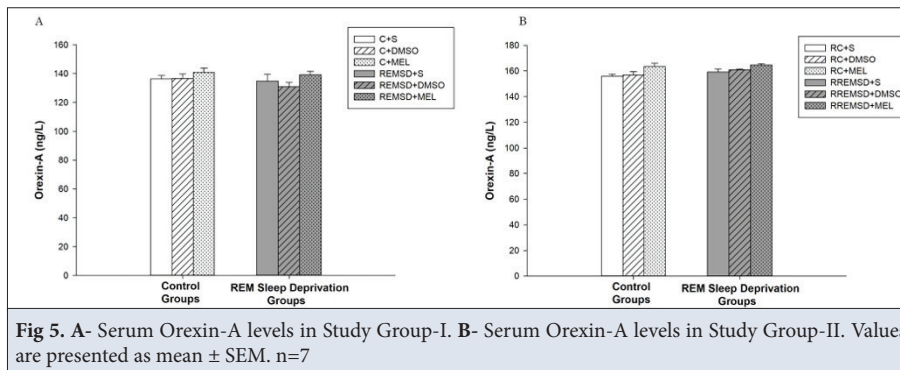 A
160
140
120
100
80
60
40
20
0
Orexin-A (ng/L)
C+S
C+DMSO
C+MEL
REMSD+S
REMSD+DMSO
REMSD+MEL
Control
Groups
REM Sleep Deprivation
Groups
B
180
160
140
120
100
80
60
40
20
0
Orexin-A (ng/L)
RC+S
RC+DMSO
RC+MEL
RREMSD+S
RREMSD+DMSO
RREMSD+MEL
Control
Groups
REM Sleep Deprivation
Groups
Fig 5. A- Serum Orexin-A levels in Study Group-I. B- Serum Orexin-A levels in Study Group-II. Values
are presented as mean ± SEM. n=7